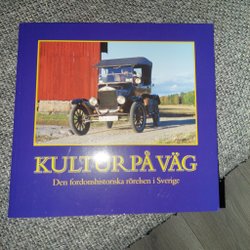 KULTUR PÅ VÄG
Den fordonshistoriska rörelsen i Sverige